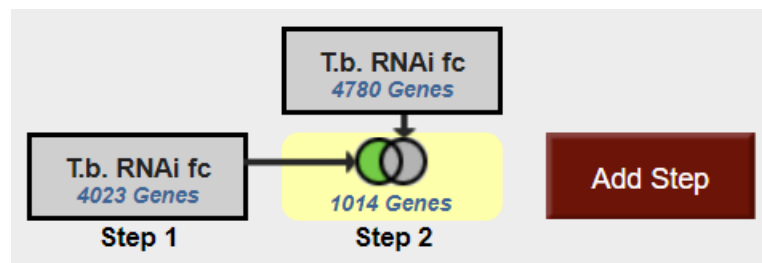 T.b. RNAi fc
4780 Genes
T.b. RNAi fc
4023 Genes
1014 Genes
Add Step
Step 1
Step 2